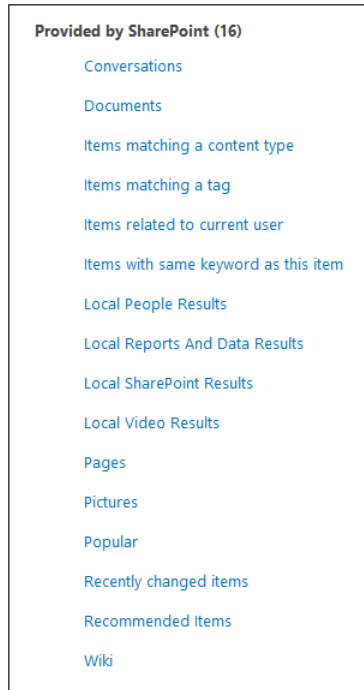 Provided by SharePoint (16)
Conversations
Documents
Items matching a content type
Items matching a tag
Items related to current user
Items with same keyword as this item
Local People Results
Local Reports And Data Results
Local SharePoint Results
Local Video Results
Pages
Pictures
Popular
Recently changed items
Recommended Items
Wiki